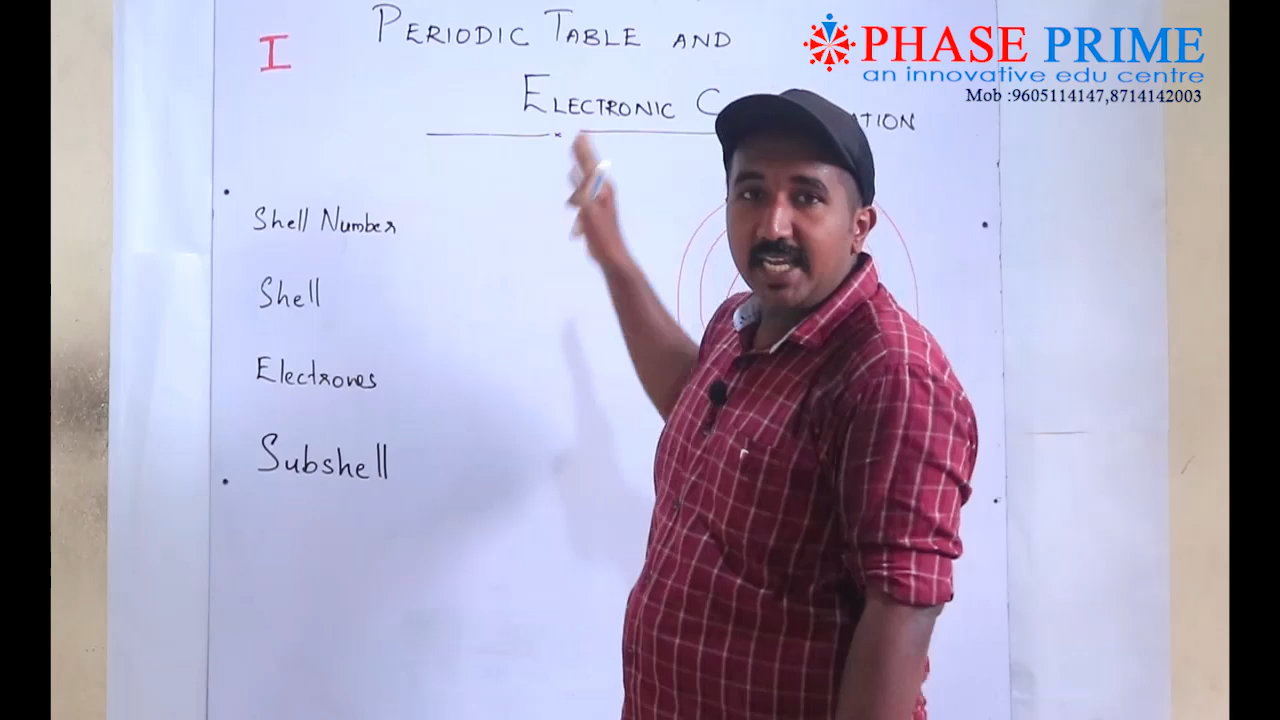 I
PERIODIC TABLE AND
ELECTRONIC C ATION
Shell Number
Shell
Electrones
Subshell
PHASE PRIME
an innovative edu centre
Mob :9605114147,8714142003